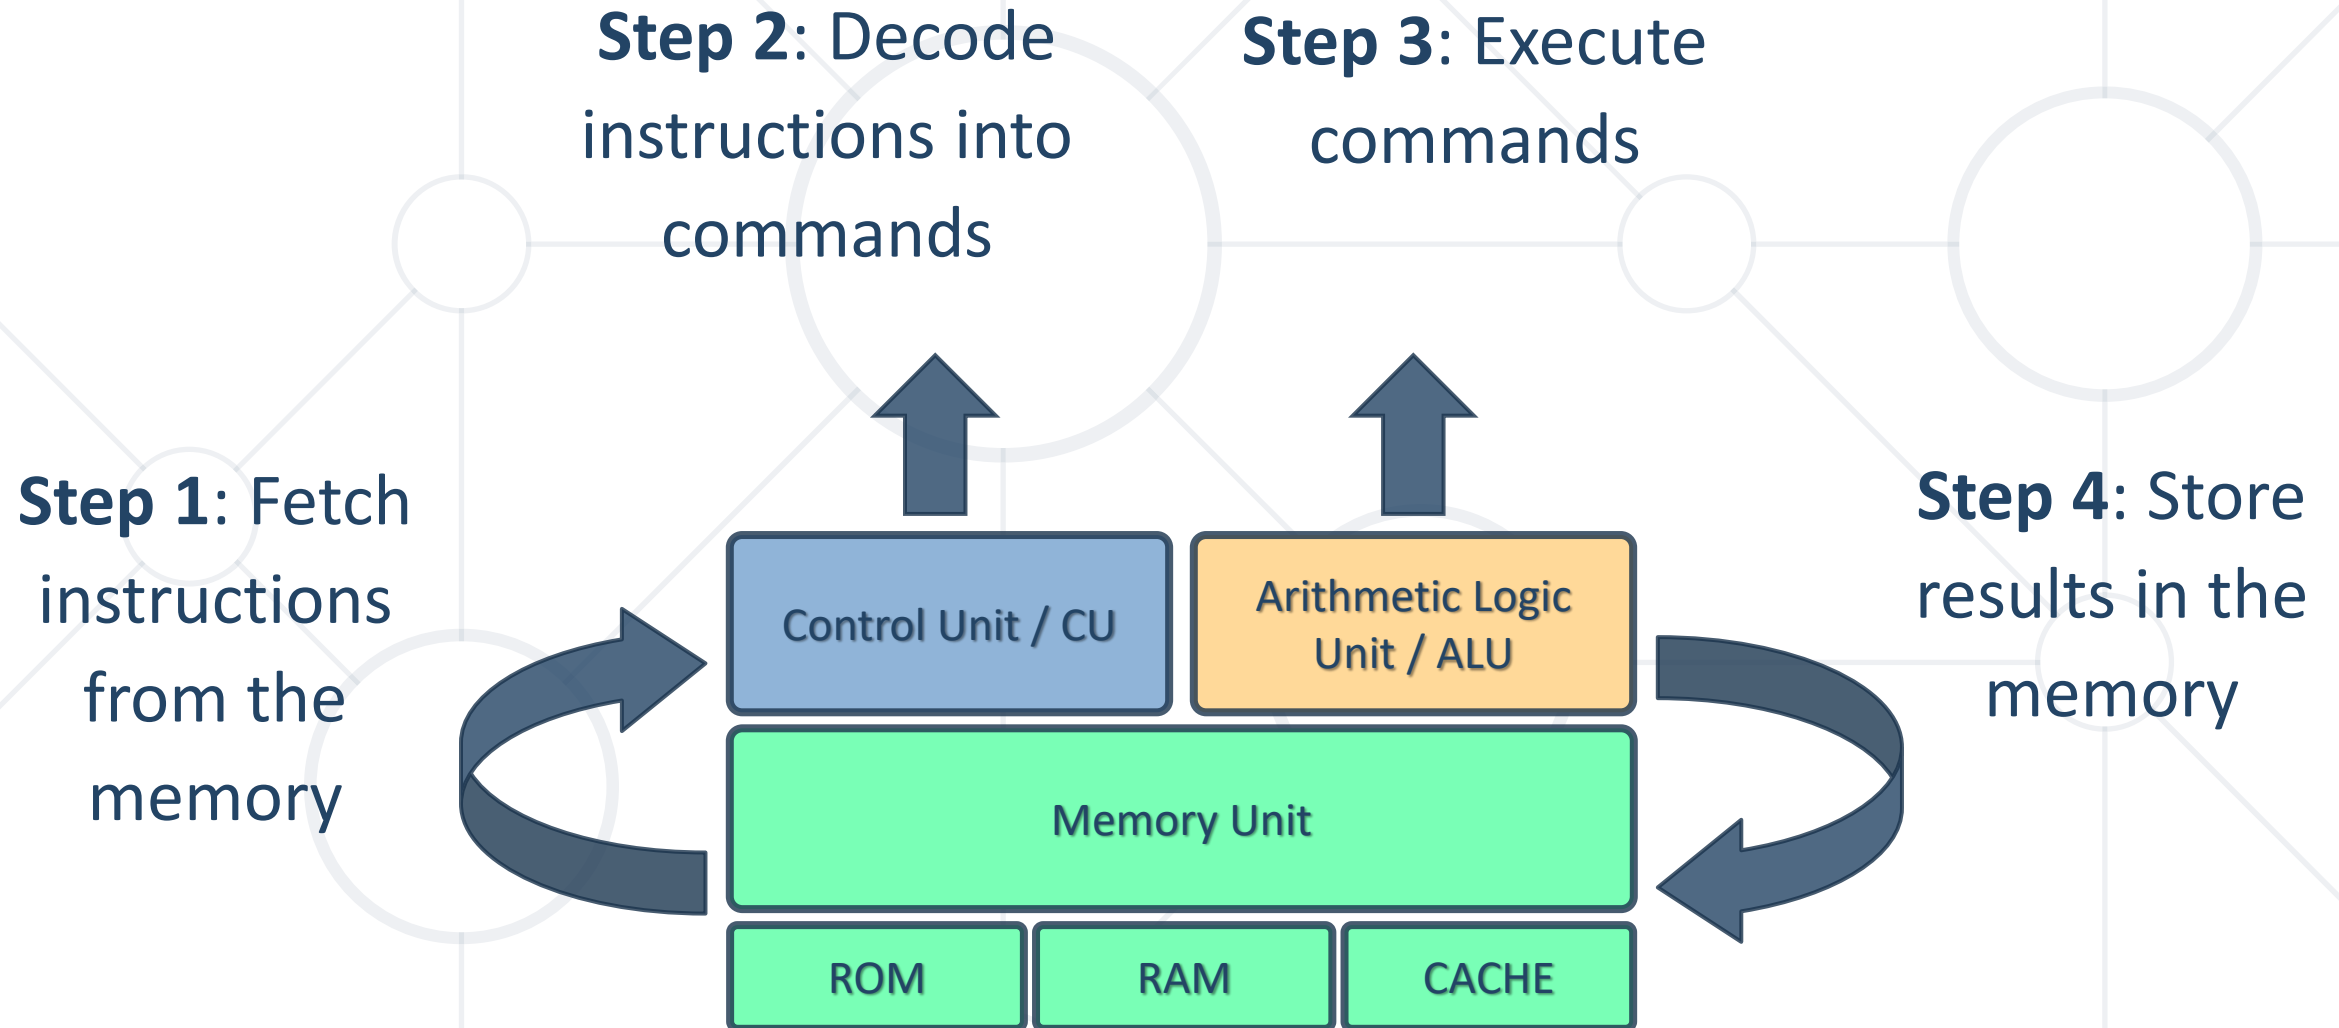 Step 1: Fetch
instructions
from the
memory
Step 2: Decode
instructions into
commands
Step 3: Execute
commands
Step 4: Store
results in the
memory
Control Unit / CU
Arithmetic Logic
Unit / ALU
Memory Unit
ROM
RAM
CACHE